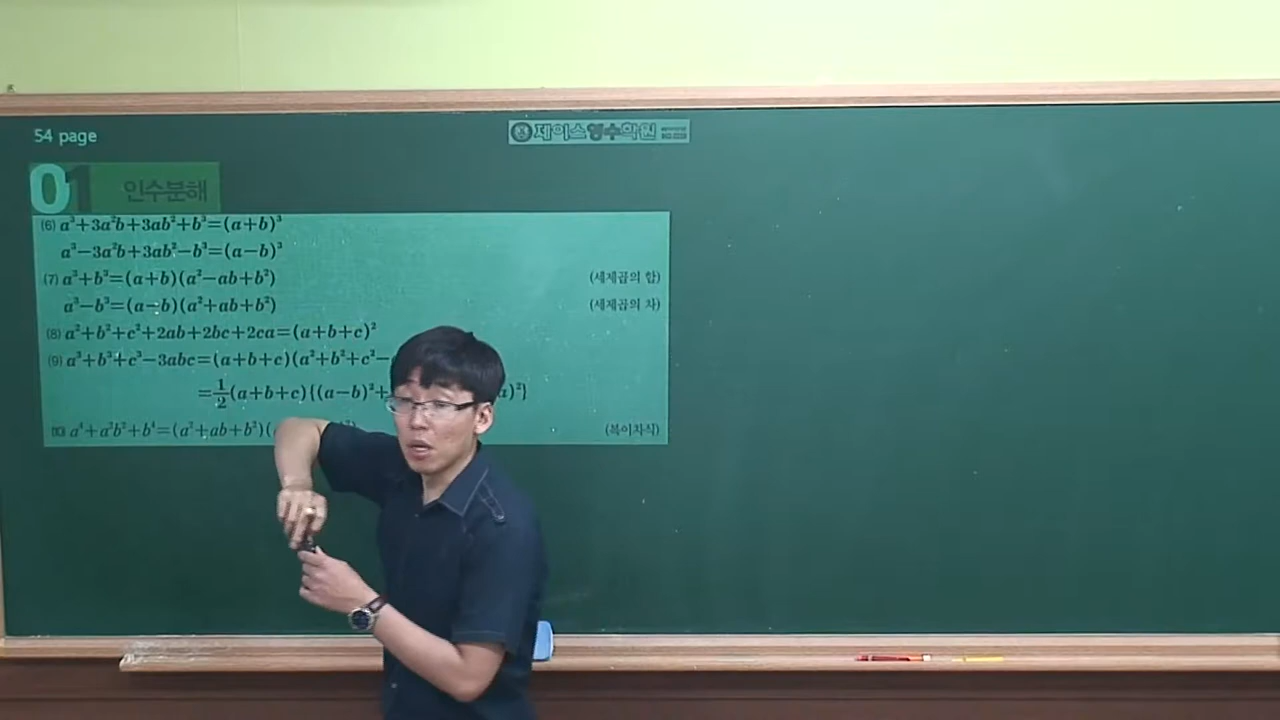 54 page
제이스영수학원
01 인수분해
(6) a³+3a²b+3ab²+b³=(a+b)³
a³-3a²b+3ab²-b³=(a-b)³
(7) a³+b³=(a+b)(a²-ab+b²) (세제곱의 합)
a³-b³=(a-b)(a²+ab+b²) (세제곱의 차)
(8) a²+b²+c²+2ab+2bc+2ca=(a+b+c)²
(9) a³+b³+c³-3abc=(a+b+c)(a²+b²+c²-
=1/2(a+b+c){(a-b)²+ a)²}
(10) a⁴+a²b²+b⁴=(a²+ab+b²)( ²) (복이차식)